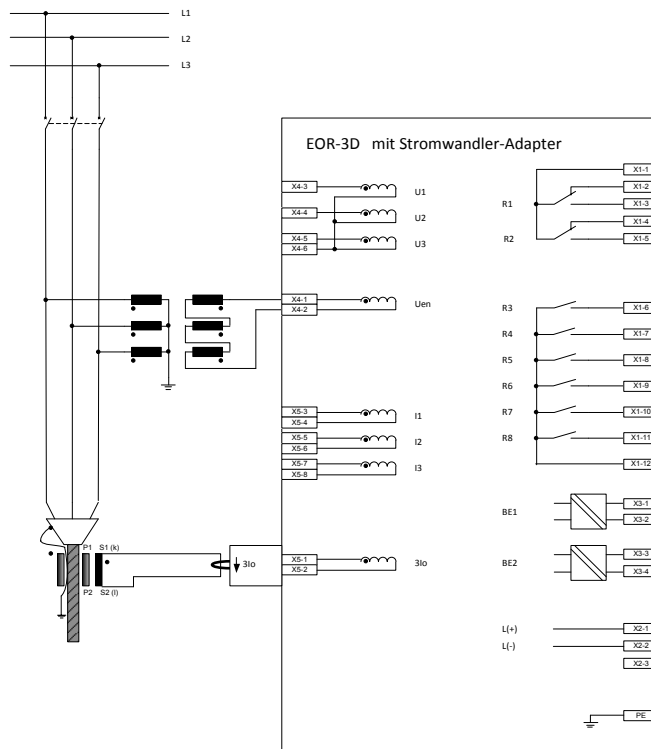 L1
L2
L3
EOR-3D mit Stromwandler-Adapter
X4-3
U1
X4-4
U2
X4-5
U3
X4-6
X4-1
Uen
X4-2
X5-3
I1
X5-4
X5-5
I2
X5-6
X5-7
I3
X5-8
P1
S1 (k)
P2
S2 (l)
3Io
X5-1
3Io
X5-2
X1-1
X1-2
R1
X1-3
X1-4
R2
X1-5
R3
X1-6
R4
X1-7
R5
X1-8
R6
X1-9
R7
X1-10
R8
X1-11
X1-12
BE1
X3-1
X3-2
BE2
X3-3
X3-4
L(+)
X2-1
L(-)
X2-2
X2-3
PE